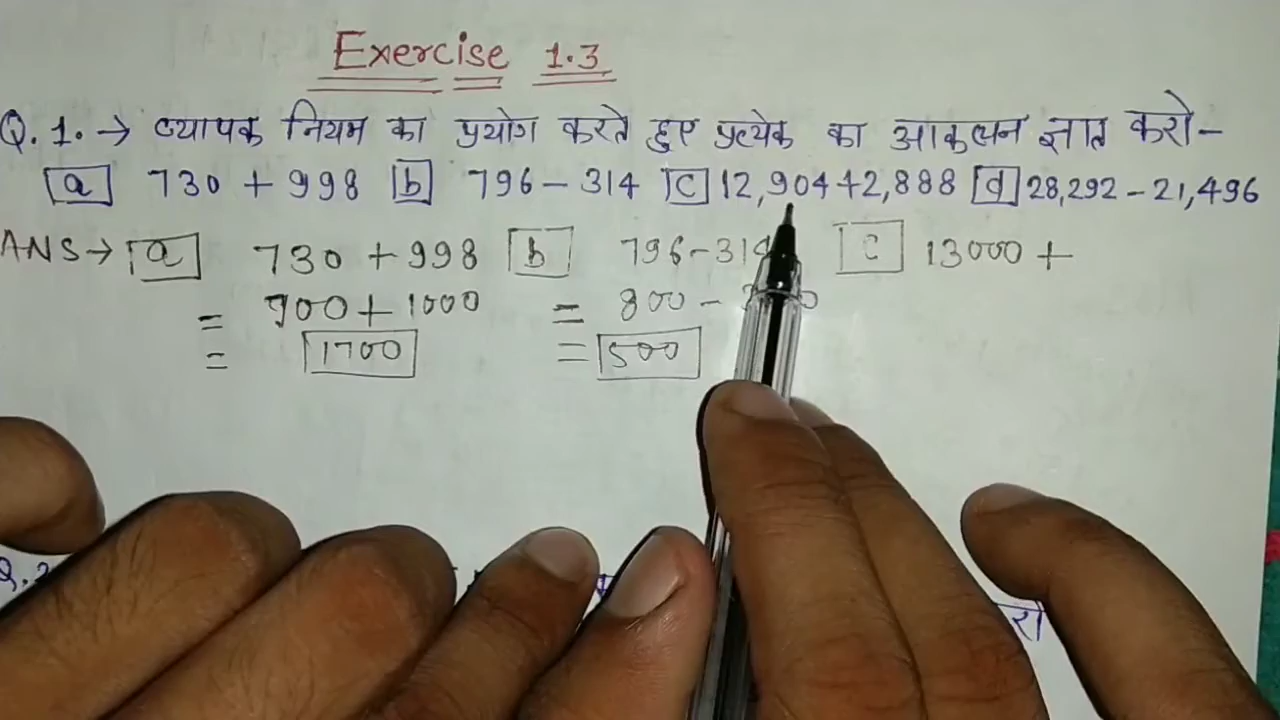 Exercise 1.3
Q.1. → व्यापक नियम का प्रयोग करते हुए प्रत्येक का आकलन ज्ञात करो-
a 730 + 998 b 796 - 314 c 12,904+2,888 d 28,292 - 21,496
ANS → a 730 + 998 b 796-314 c 13000 +
= 700 + 1000 = 800 -
= 1700 = 500